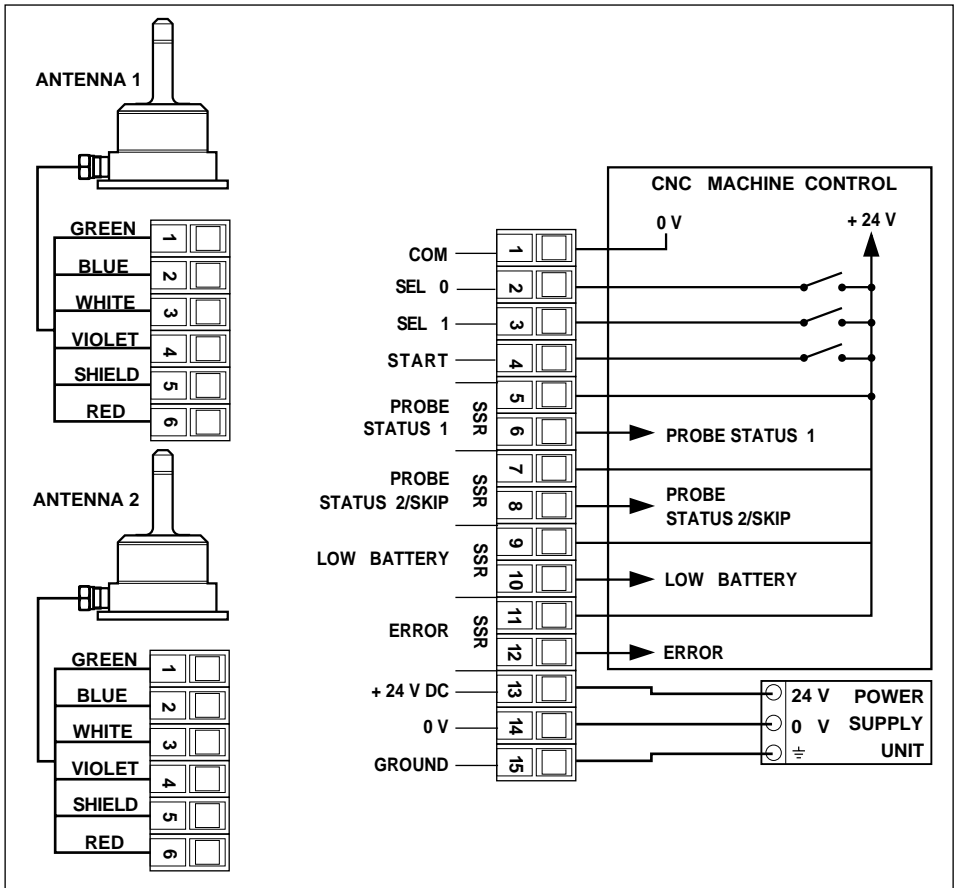 ANTENNA 1
GREEN 1
BLUE 2
WHITE 3
VIOLET 4
SHIELD 5
RED 6
ANTENNA 2
GREEN 1
BLUE 2
WHITE 3
VIOLET 4
SHIELD 5
RED 6
COM 1
SEL 0 2
SEL 1 3
START 4
PROBE
STATUS 1
SSR
5
6
PROBE
STATUS 2/SKIP
SSR
7
8
LOW BATTERY
SSR
9
10
ERROR
SSR
11
12
+ 24 V DC 13
0 V 14
GROUND 15
CNC MACHINE CONTROL
0 V
+ 24 V
PROBE STATUS 1
PROBE
STATUS 2/SKIP
LOW BATTERY
ERROR
24 V POWER
0 V SUPPLY
UNIT